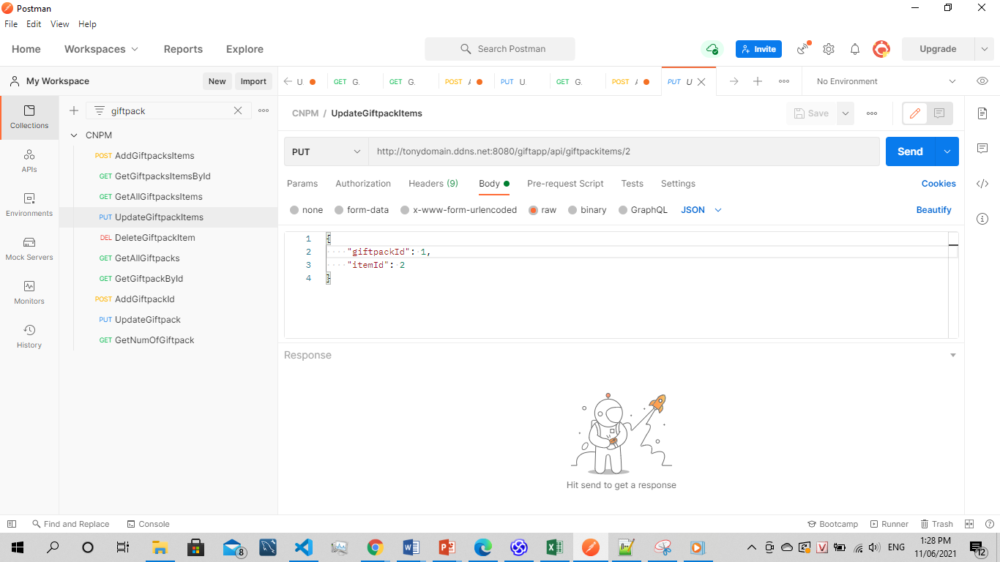 Postman
File Edit View Help
Home Workspaces Reports Explore Search Postman Invite Upgrade
My Workspace New Import
U. GET G. GET G. POST PUT U. GET G. POST PUT U No Environment
giftpack
CNPM / UpdateGiftpackItems Save
Collections
APIs
Environments
Mock Servers
Monitors
History
CNPM
POST AddGiftpacksItems
GET GetGiftpacksItemsById
GET GetAllGiftpacksItems
PUT UpdateGiftpackItems
DEL DeleteGiftpackItem
GET GetAllGiftpacks
GET GetGiftpackById
POST AddGiftpackId
PUT UpdateGiftpack
GET GetNumOfGiftpack
PUT http://tonydomain.ddns.net:8080/giftapp/api/giftpackitems/2 Send
Params Authorization Headers (9) Body Pre-request Script Tests Settings Cookies
none form-data x-www-form-urlencoded raw binary GraphQL JSON Beautify
1 {
2 "giftpackId": 1,
3 "itemId": 2
4 }
Response
Hit send to get a response
Find and Replace Console Bootcamp Runner Trash
8 ENG 1:28 PM
11/06/2021 12